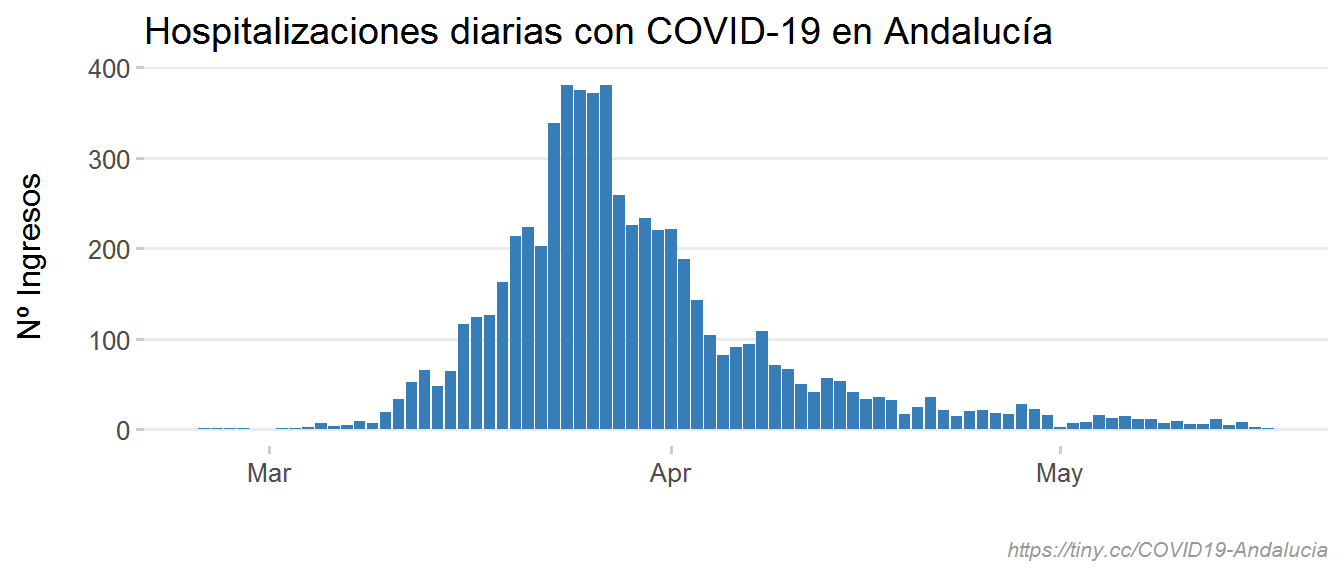 Hospitalizaciones diarias con COVID-19 en Andalucía
Nº Ingresos
400
300
200
100
0
Mar
Apr
May
https://tiny.cc/COVID19-Andalucia